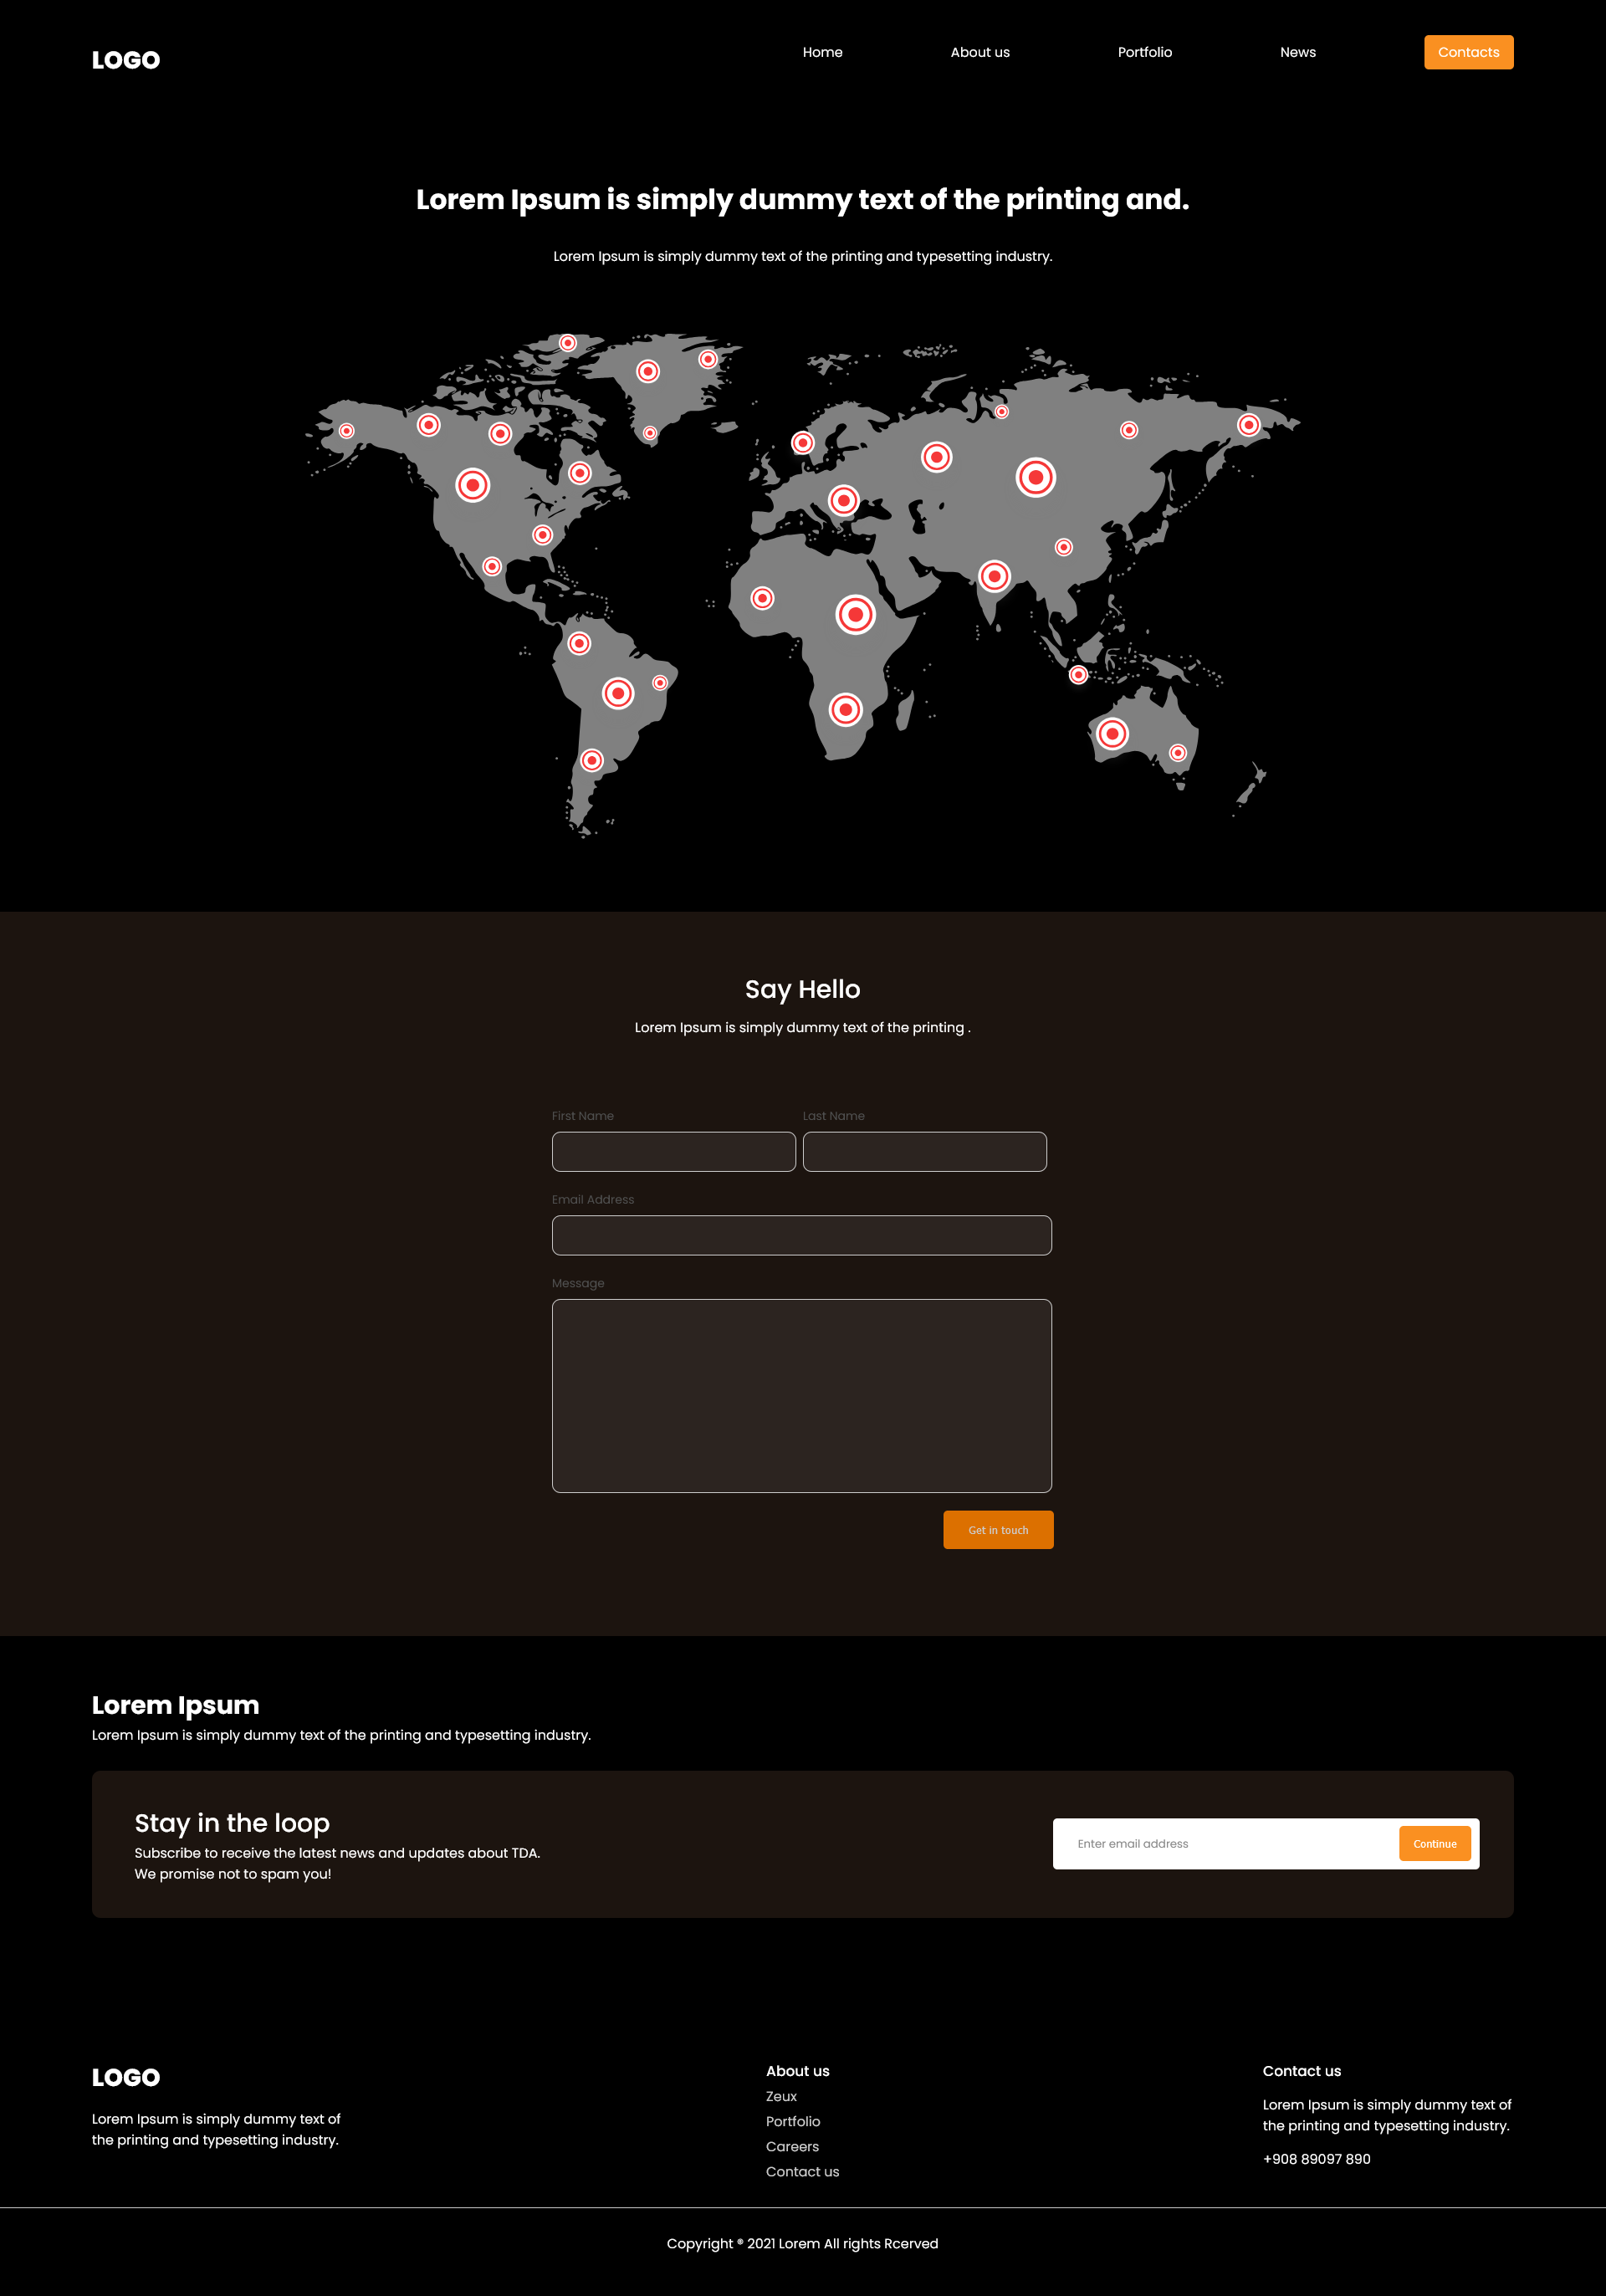 LOGO
Home
About us
Portfolio
News
Contacts
Lorem Ipsum is simply dummy text of the printing and.
Lorem Ipsum is simply dummy text of the printing and typesetting industry.
Say Hello
Lorem Ipsum is simply dummy text of the printing .
First Name
Last Name
Email Address
Message
Get in touch
Lorem Ipsum
Lorem Ipsum is simply dummy text of the printing and typesetting industry.
Stay in the loop
Subscribe to receive the latest news and updates about TDA.
We promise not to spam you!
Enter email address
Continue
LOGO
Lorem Ipsum is simply dummy text of
the printing and typesetting industry.
About us
Zeux
Portfolio
Careers
Contact us
Contact us
Lorem Ipsum is simply dummy text of
the printing and typesetting industry.
+908 89097 890
Copyright ® 2021 Lorem All rights Rcerved